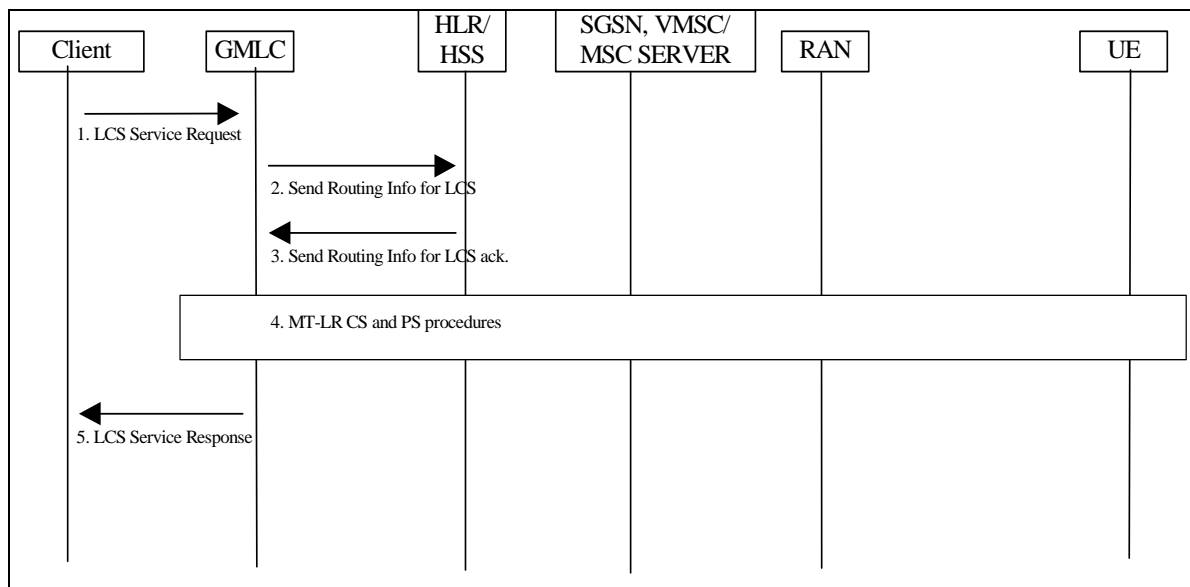 Client
GMLC
HLR/
HSS
SGSN, VMSC/
MSC SERVER
RAN
UE
1. LCS Service Request
2. Send Routing Info for LCS
3. Send Routing Info for LCS ack.
4. MT-LR CS and PS procedures
5. LCS Service Response